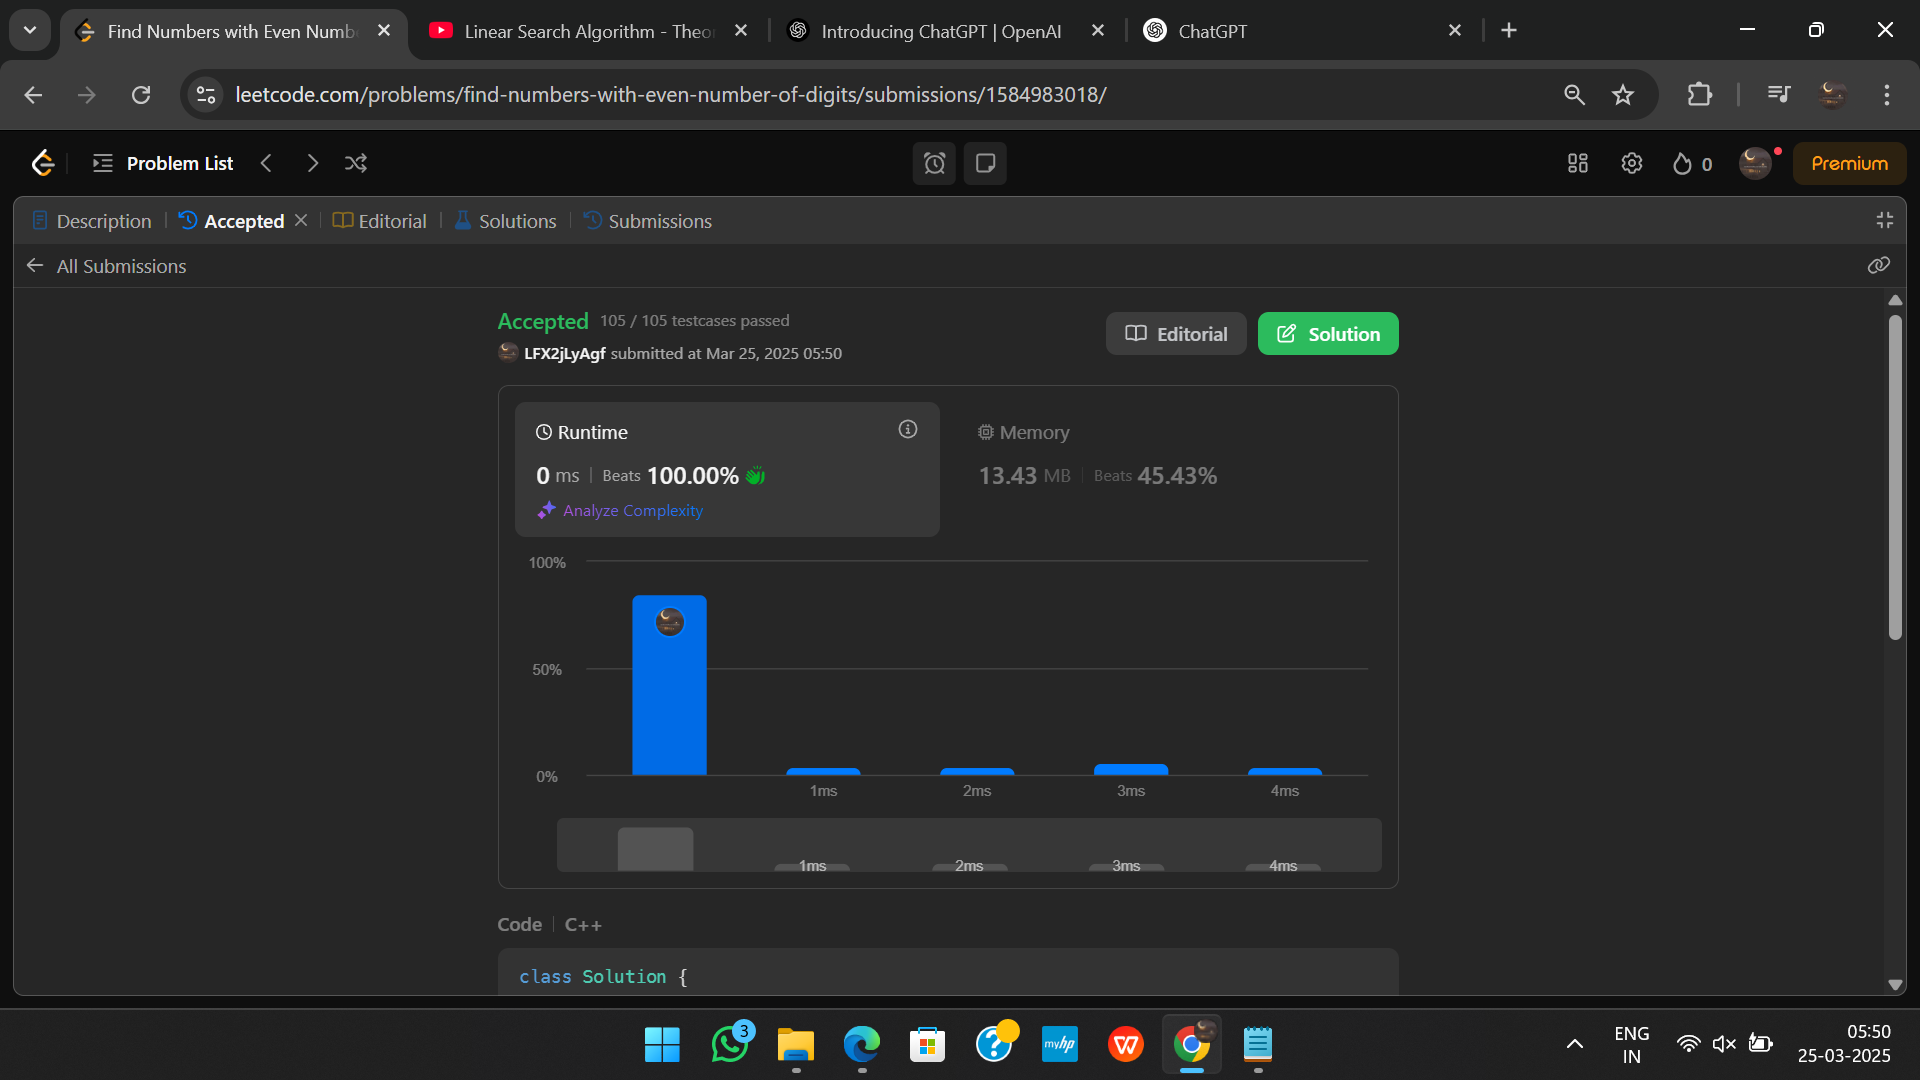 Find Numbers with Even Numb
Linear Search Algorithm - Theo
Introducing ChatGPT | OpenAI
ChatGPT
leetcode.com/problems/find-numbers-with-even-number-of-digits/submissions/1584983018/
Problem List
0
Premium
Description
Accepted
Editorial
Solutions
Submissions
All Submissions
Accepted 105 / 105 testcases passed
LFX2jLyAgf submitted at Mar 25, 2025 05:50
Editorial
Solution
Runtime
0 ms | Beats 100.00%
Analyze Complexity
Memory
13.43 MB | Beats 45.43%
100%
50%
0%
1ms 2ms 3ms 4ms
1ms 2ms 3ms 4ms
Code | C++
class Solution {
3
myhp
ENG
IN
05:50
25-03-2025